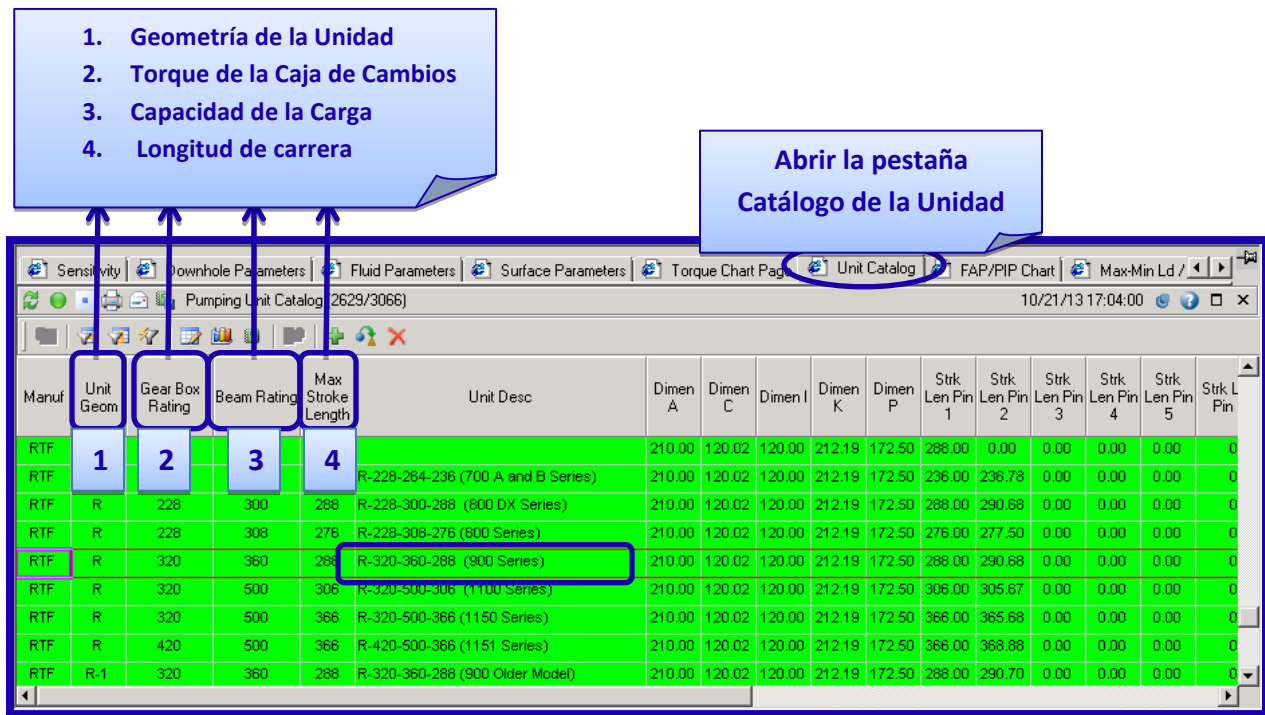 1. Geometría de la Unidad
2. Torque de la Caja de Cambios
3. Capacidad de la Carga
4. Longitud de carrera
Abrir la pestaña
Catálogo de la Unidad
Sensitivity Downhole Parameters Fluid Parameters Surface Parameters Torque Chart Page Unit Catalog FAP/PIP Chart Max-Min Ld /
Pumping Unit Catalog (2629/3066) 10/21/13 17:04:00
Manuf Unit Geom Gear Box Rating Beam Rating Max Stroke Length Unit Desc Dimen A Dimen C Dimen I Dimen K Dimen P Strk Len Pin 1 Strk Len Pin 2 Strk Len Pin 3 Strk Len Pin 4 Strk Len Pin 5 Strk L Pin
1 2 3 4
RTF 210.00 120.02 120.00 212.19 172.50 288.00 0.00 0.00 0.00 0.00 0
RTF R-228-264-236 (700 A and B Series) 210.00 120.02 120.00 212.19 172.50 236.00 236.78 0.00 0.00 0.00 0
RTF R 228 300 288 R-228-300-288 (800 DX Series) 210.00 120.02 120.00 212.19 172.50 288.00 290.68 0.00 0.00 0.00 0
RTF R 228 308 276 R-228-308-276 (800 Series) 210.00 120.02 120.00 212.19 172.50 276.00 277.50 0.00 0.00 0.00 0
RTF R 320 360 288 R-320-360-288 (900 Series) 210.00 120.02 120.00 212.19 172.50 288.00 290.68 0.00 0.00 0.00 0
RTF R 320 500 306 R-320-500-306 (1100 Series) 210.00 120.02 120.00 212.19 172.50 306.00 305.67 0.00 0.00 0.00 0
RTF R 320 500 366 R-320-500-366 (1150 Series) 210.00 120.02 120.00 212.19 172.50 366.00 365.68 0.00 0.00 0.00 0
RTF R 420 500 366 R-420-500-366 (1151 Series) 210.00 120.02 120.00 212.19 172.50 366.00 368.88 0.00 0.00 0.00 0
RTF R-1 320 360 288 R-320-360-288 (900 Older Model) 210.00 120.02 120.00 212.19 172.50 288.00 290.70 0.00 0.00 0.00 0